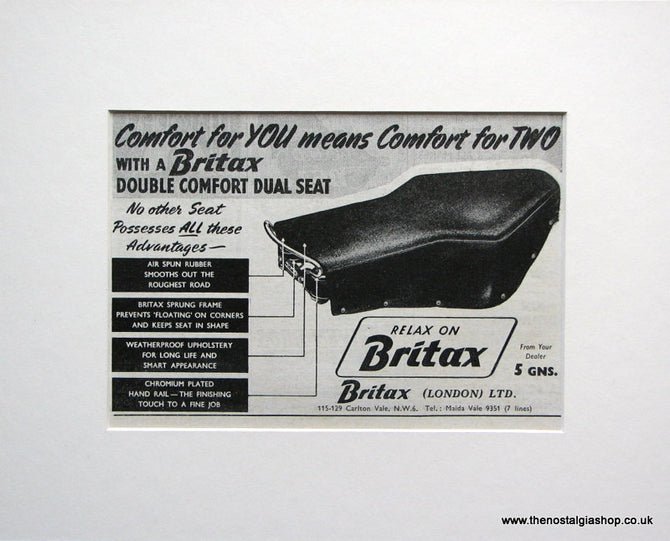 Comfort for YOU means Comfort for TWO
WITH A Britax
DOUBLE COMFORT DUAL SEAT
No other Seat
Possesses ALL these
Advantages—
AIR SPUN RUBBER
SMOOTHS OUT THE
ROUGHEST ROAD
BRITAX SPRUNG FRAME
PREVENTS 'FLOATING' ON CORNERS
AND KEEPS SEAT IN SHAPE
WEATHERPROOF UPHOLSTERY
FOR LONG LIFE AND
SMART APPEARANCE
CHROMIUM PLATED
HAND RAIL — THE FINISHING
TOUCH TO A FINE JOB
RELAX ON
Britax
From Your
Dealer
5 GNS.
Britax (LONDON) LTD.
115-129 Carlton Vale, N.W.6. Tel.: Maida Vale 9351 (7 lines)
www.thenostalgiashop.co.uk